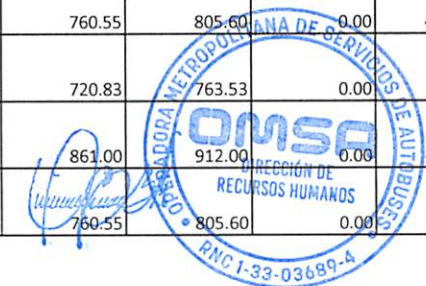 760.55 805.60 0.00
720.83 763.53 0.00
861.00 912.00 0.00
760.55 805.60 0.00
OPERADORA METROPOLITANA DE SERVICIOS DE AUTOBUSES
OMSA
DIRECCIÓN DE
RECURSOS HUMANOS
RNC 1-33-03689-4